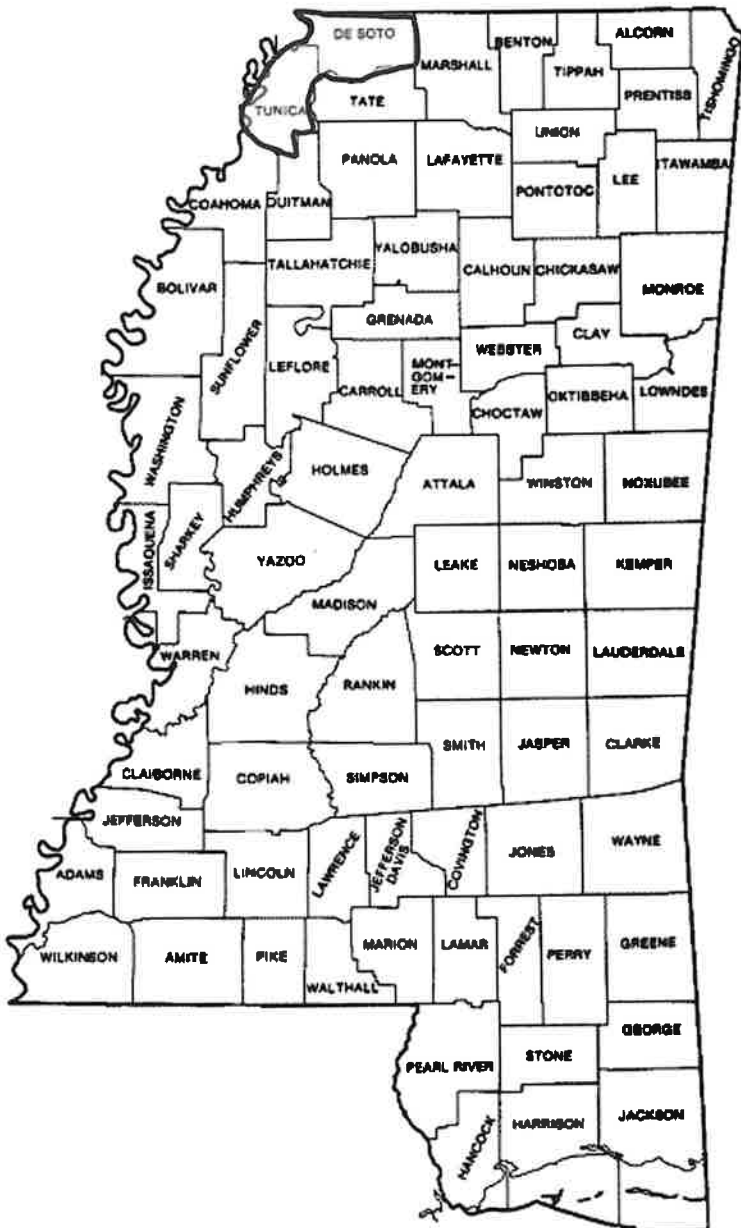 DE SOTO
BENTON
ALCORN
MARSHALL
TIPPAH
TISHOMINGO
PRENTISS
TUNICA
TATE
UNION
PANOLA
LAFAYETTE
LEE
ITAWAMBA
PONTOTOC
COAHOMA
QUITMAN
YALOBUSHA
TALLAHATCHIE
CALHOUN
CHICKASAW
BOLIVAR
MONROE
GRENADA
SUNFLOWER
CLAY
WEBSTER
LEFLORE
MONT-
GOM-
ERY
CARROLL
OKTIBBEHA
LOWNDES
CHOCTAW
WASHINGTON
HUMPHREYS
HOLMES
ATTALA
WINSTON
NOXUBEE
ISSAQUENA
SHARKEY
YAZOO
LEAKE
NESHOBA
KEMPER
MADISON
WARREN
SCOTT
NEWTON
LAUDERDALE
HINDS
RANKIN
SMITH
JASPER
CLARKE
CLAIBORNE
COPIAH
SIMPSON
JEFFERSON
LAWRENCE
JEFFERSON
DAVIS
COVINGTON
JONES
WAYNE
ADAMS
FRANKLIN
LINCOLN
WILKINSON
AMITE
PIKE
MARION
LAMAR
FORREST
PERRY
GREENE
WALTHALL
GEORGE
PEARL RIVER
STONE
HANCOCK
HARRISON
JACKSON